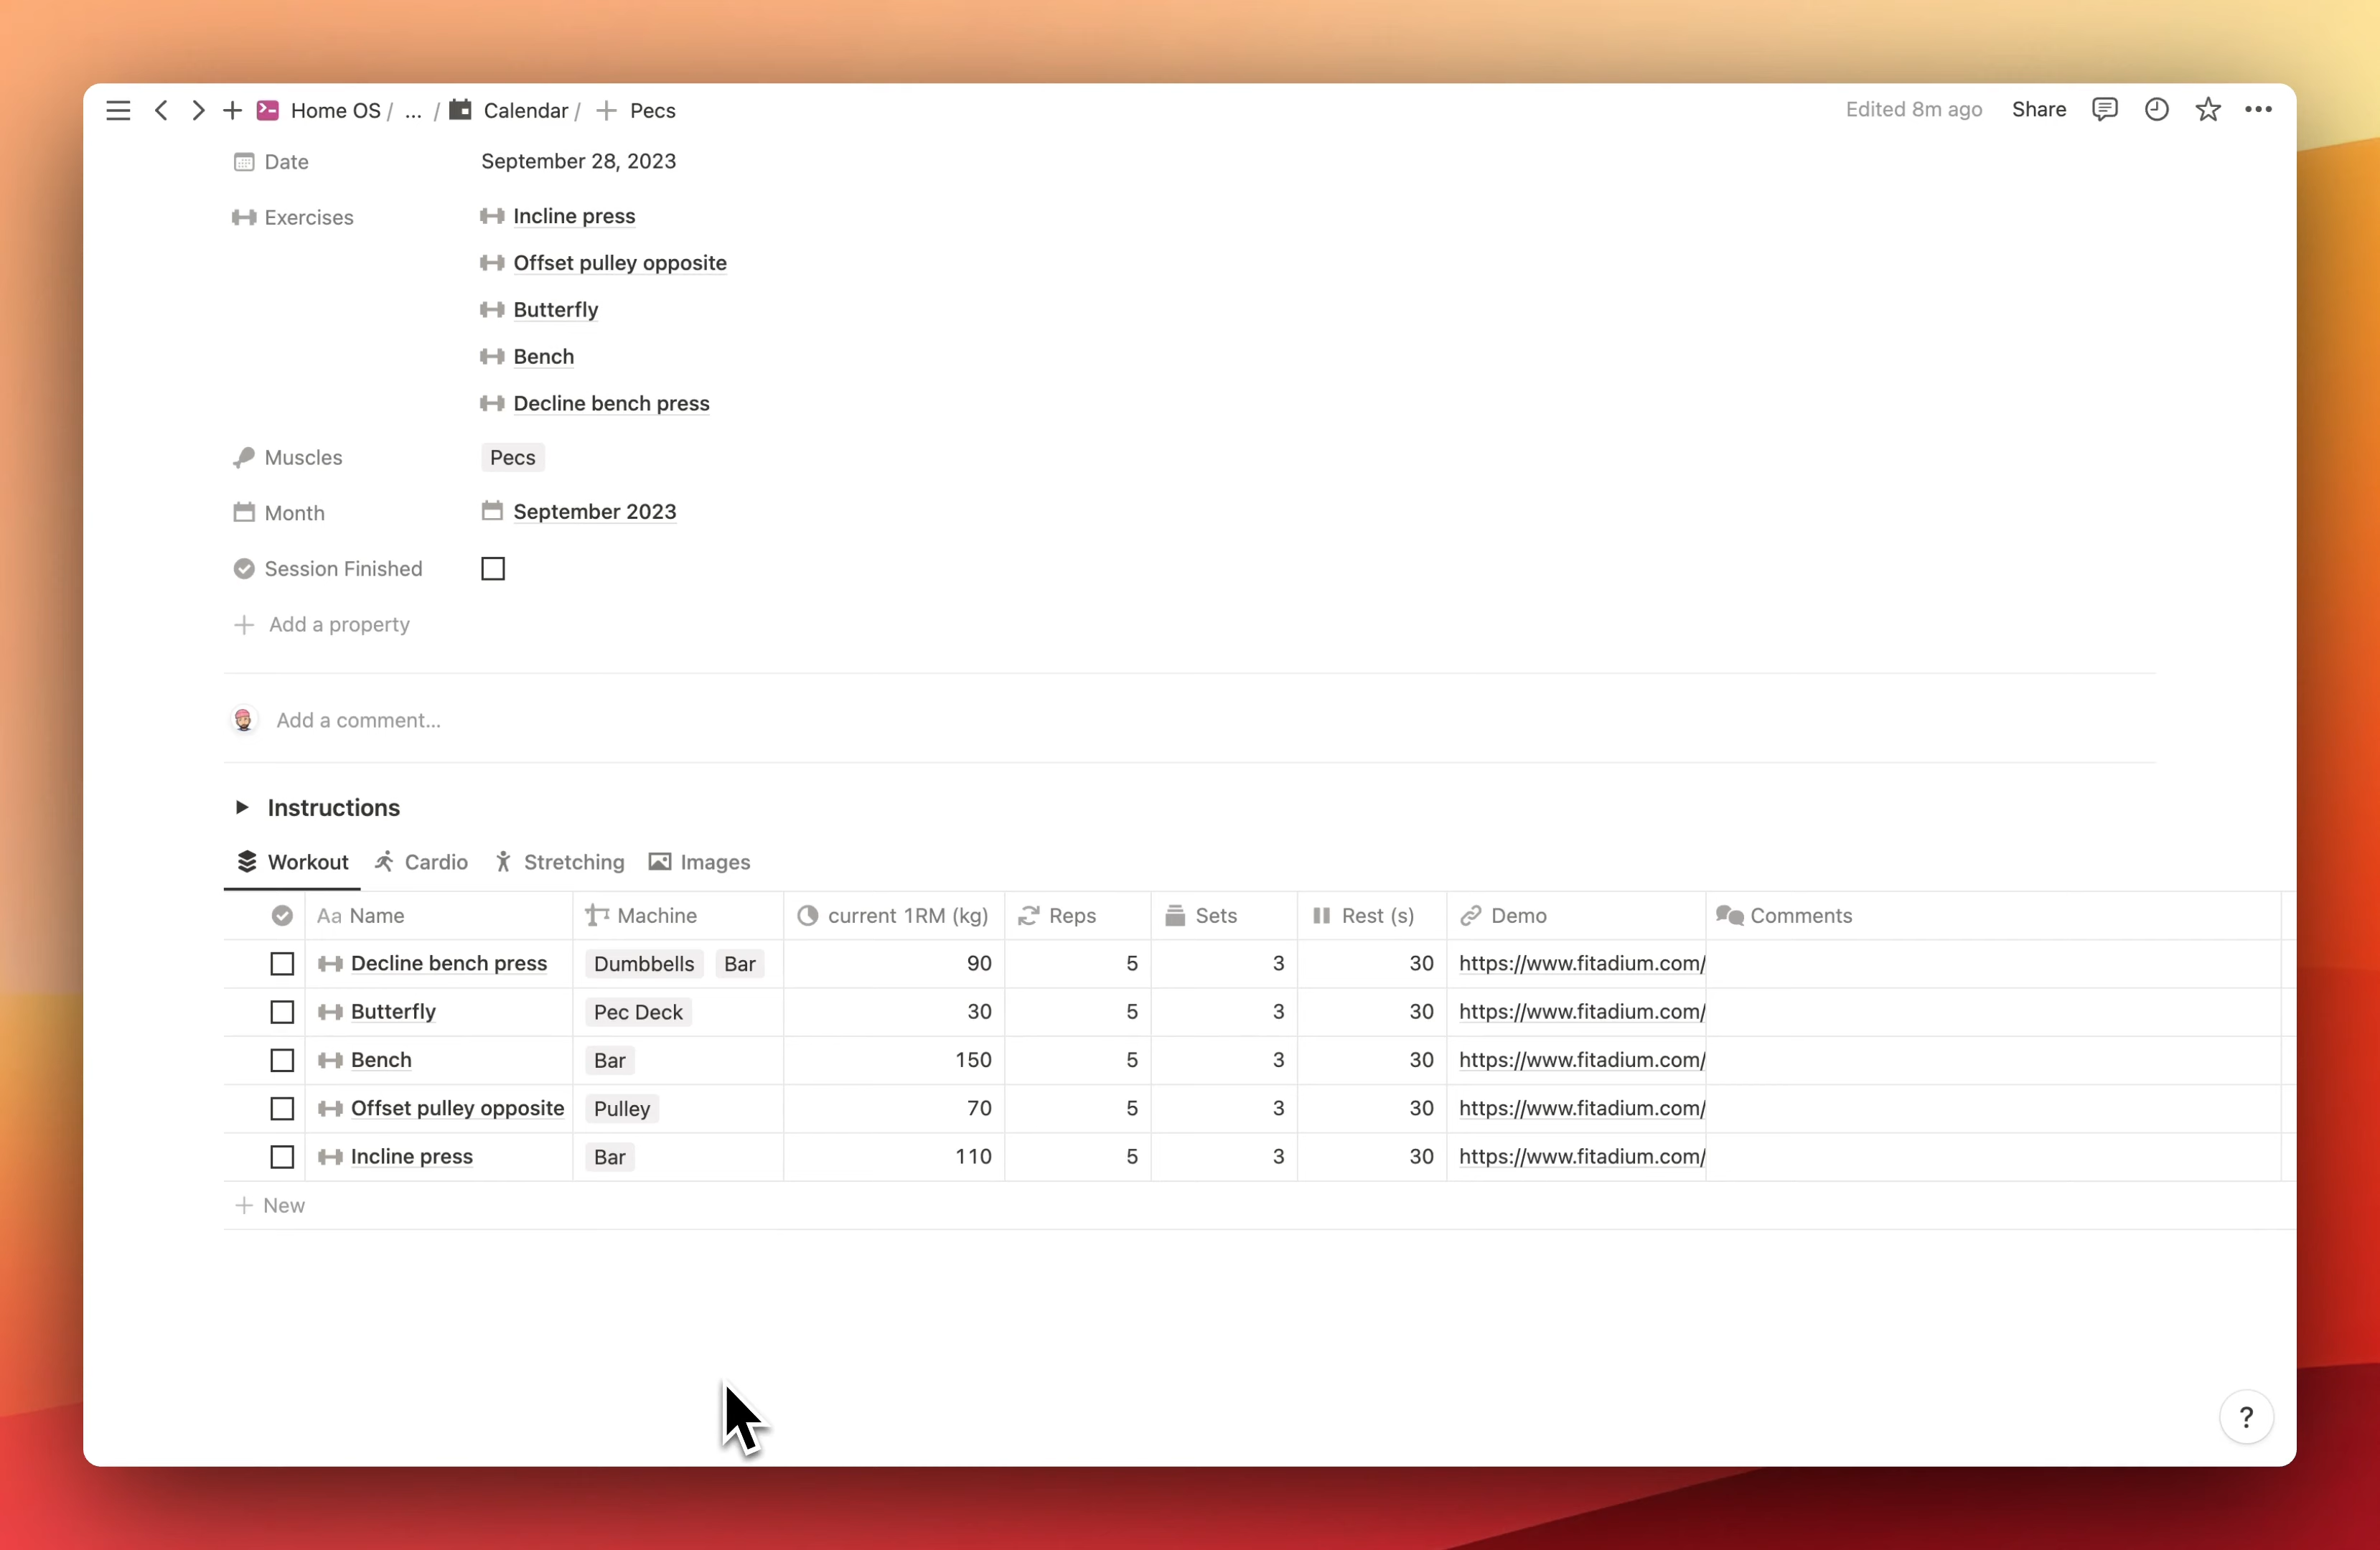 Home OS / ... / Calendar / Pecs
Edited 8m ago Share
Date September 28, 2023
Exercises Incline press
Offset pulley opposite
Butterfly
Bench
Decline bench press
Muscles Pecs
Month September 2023
Session Finished
Add a property
Add a comment...
Instructions
Workout Cardio Stretching Images
Aa Name Machine current 1RM (kg) Reps Sets Rest (s) Demo Comments
Decline bench press Dumbbells Bar 90 5 3 30 https://www.fitadium.com/
Butterfly Pec Deck 30 5 3 30 https://www.fitadium.com/
Bench Bar 150 5 3 30 https://www.fitadium.com/
Offset pulley opposite Pulley 70 5 3 30 https://www.fitadium.com/
Incline press Bar 110 5 3 30 https://www.fitadium.com/
New
?